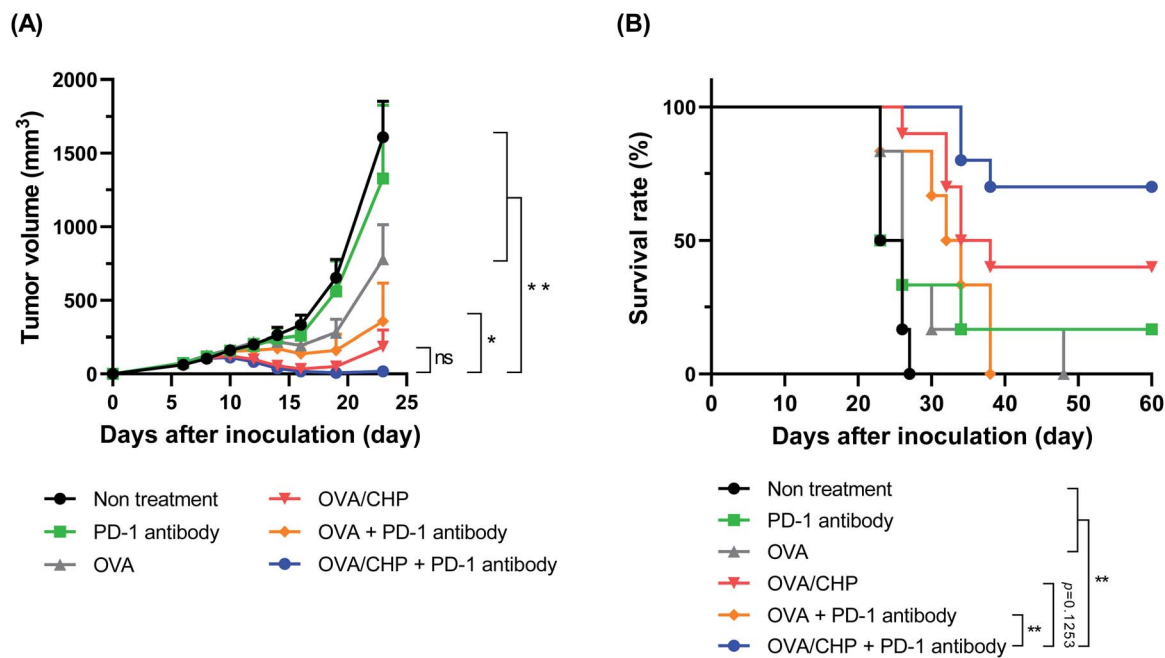 (A)
Tumor volume (mm³)
2000
1500
1000
500
0
0 5 10 15 20 25
Days after inoculation (day)
ns
*
* *
Non treatment
PD-1 antibody
OVA
OVA/CHP
OVA + PD-1 antibody
OVA/CHP + PD-1 antibody
(B)
Survival rate (%)
100
50
0
0 10 20 30 40 50 60
Days after inoculation (day)
Non treatment
PD-1 antibody
OVA
OVA/CHP
OVA + PD-1 antibody
OVA/CHP + PD-1 antibody
**
p=0.1253
**